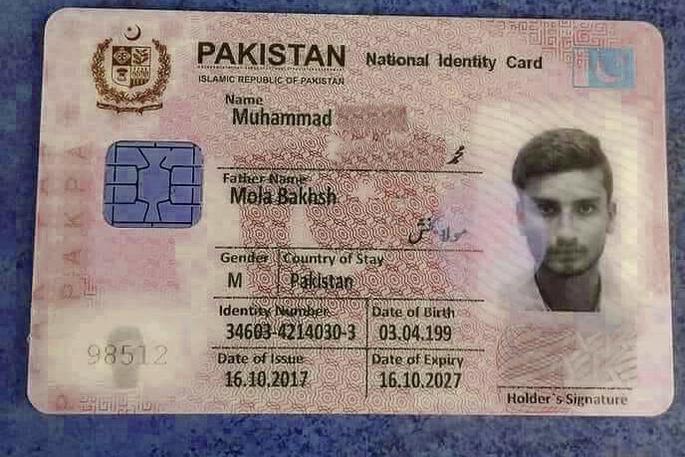 PAKISTAN National Identity Card
ISLAMIC REPUBLIC OF PAKISTAN
Name
Muhammad
محمد
Father Name
Mola Bakhsh
مولا بخش
Gender Country of Stay
M Pakistan
Identity Number Date of Birth
34603-4214030-3 03.04.199
Date of Issue Date of Expiry
16.10.2017 16.10.2027
98512
Holder`s Signature